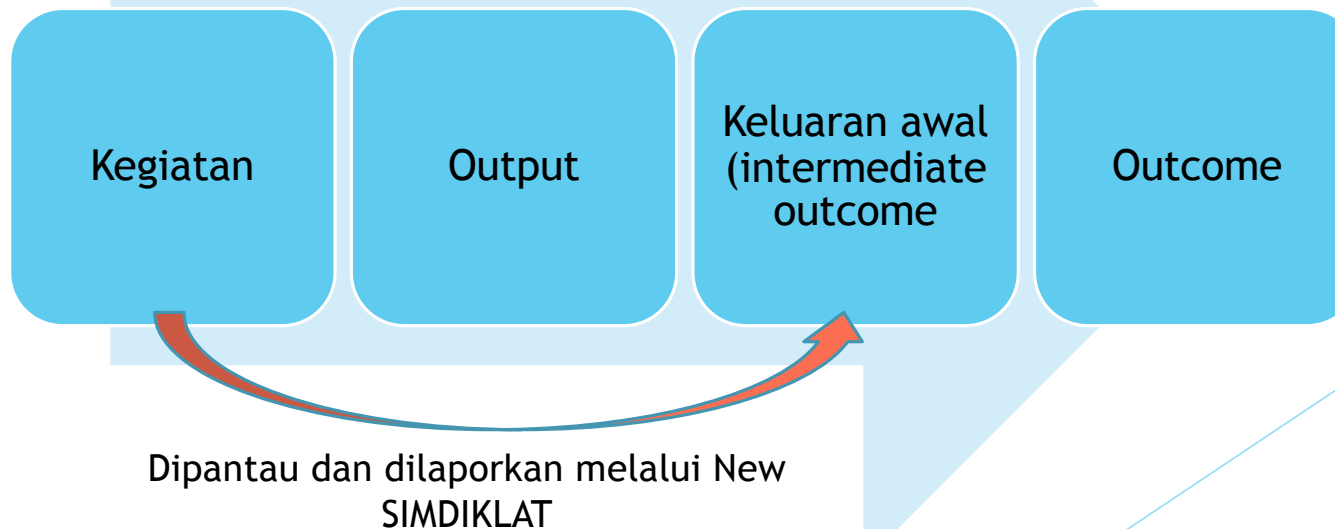 Kegiatan
Output
Keluaran awal
(intermediate
outcome
Outcome
Dipantau dan dilaporkan melalui New
SIMDIKLAT